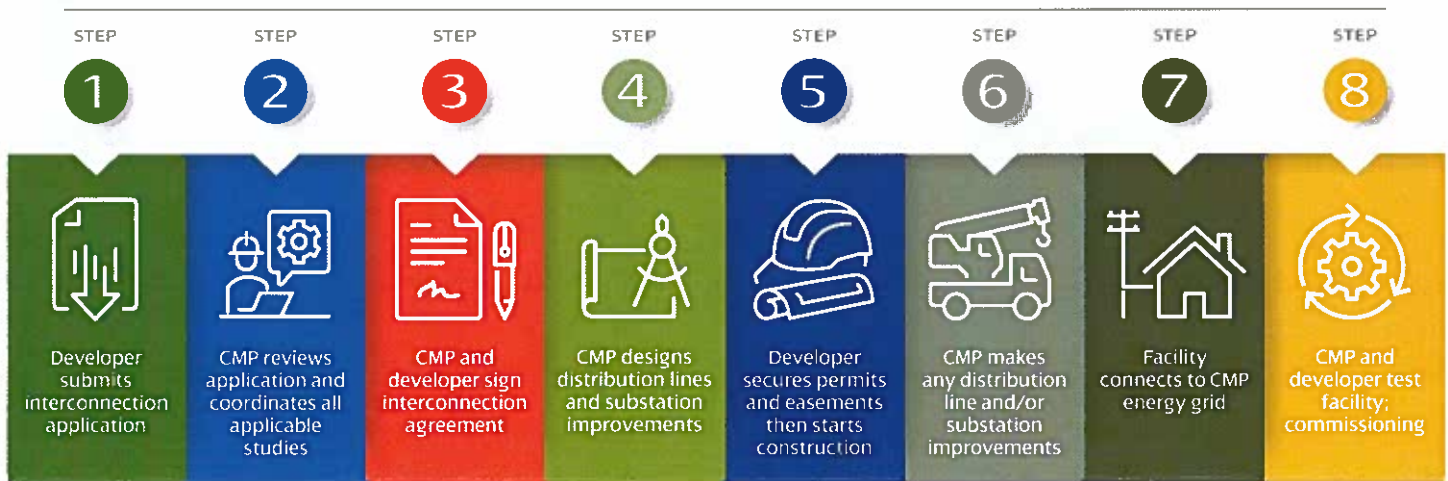 STEP STEP STEP STEP STEP STEP STEP STEP
1 2 3 4 5 6 7 8
Developer
submits
interconnection
application
CMP reviews
application and
coordinates all
applicable
studies
CMP and
developer sign
interconnection
agreement
CMP designs
distribution lines
and substation
improvements
Developer
secures permits
and easements
then starts
construction
CMP makes
any distribution
line and/or
substation
improvements
Facility
connects to CMP
energy grid
CMP and
developer test
facility;
commissioning